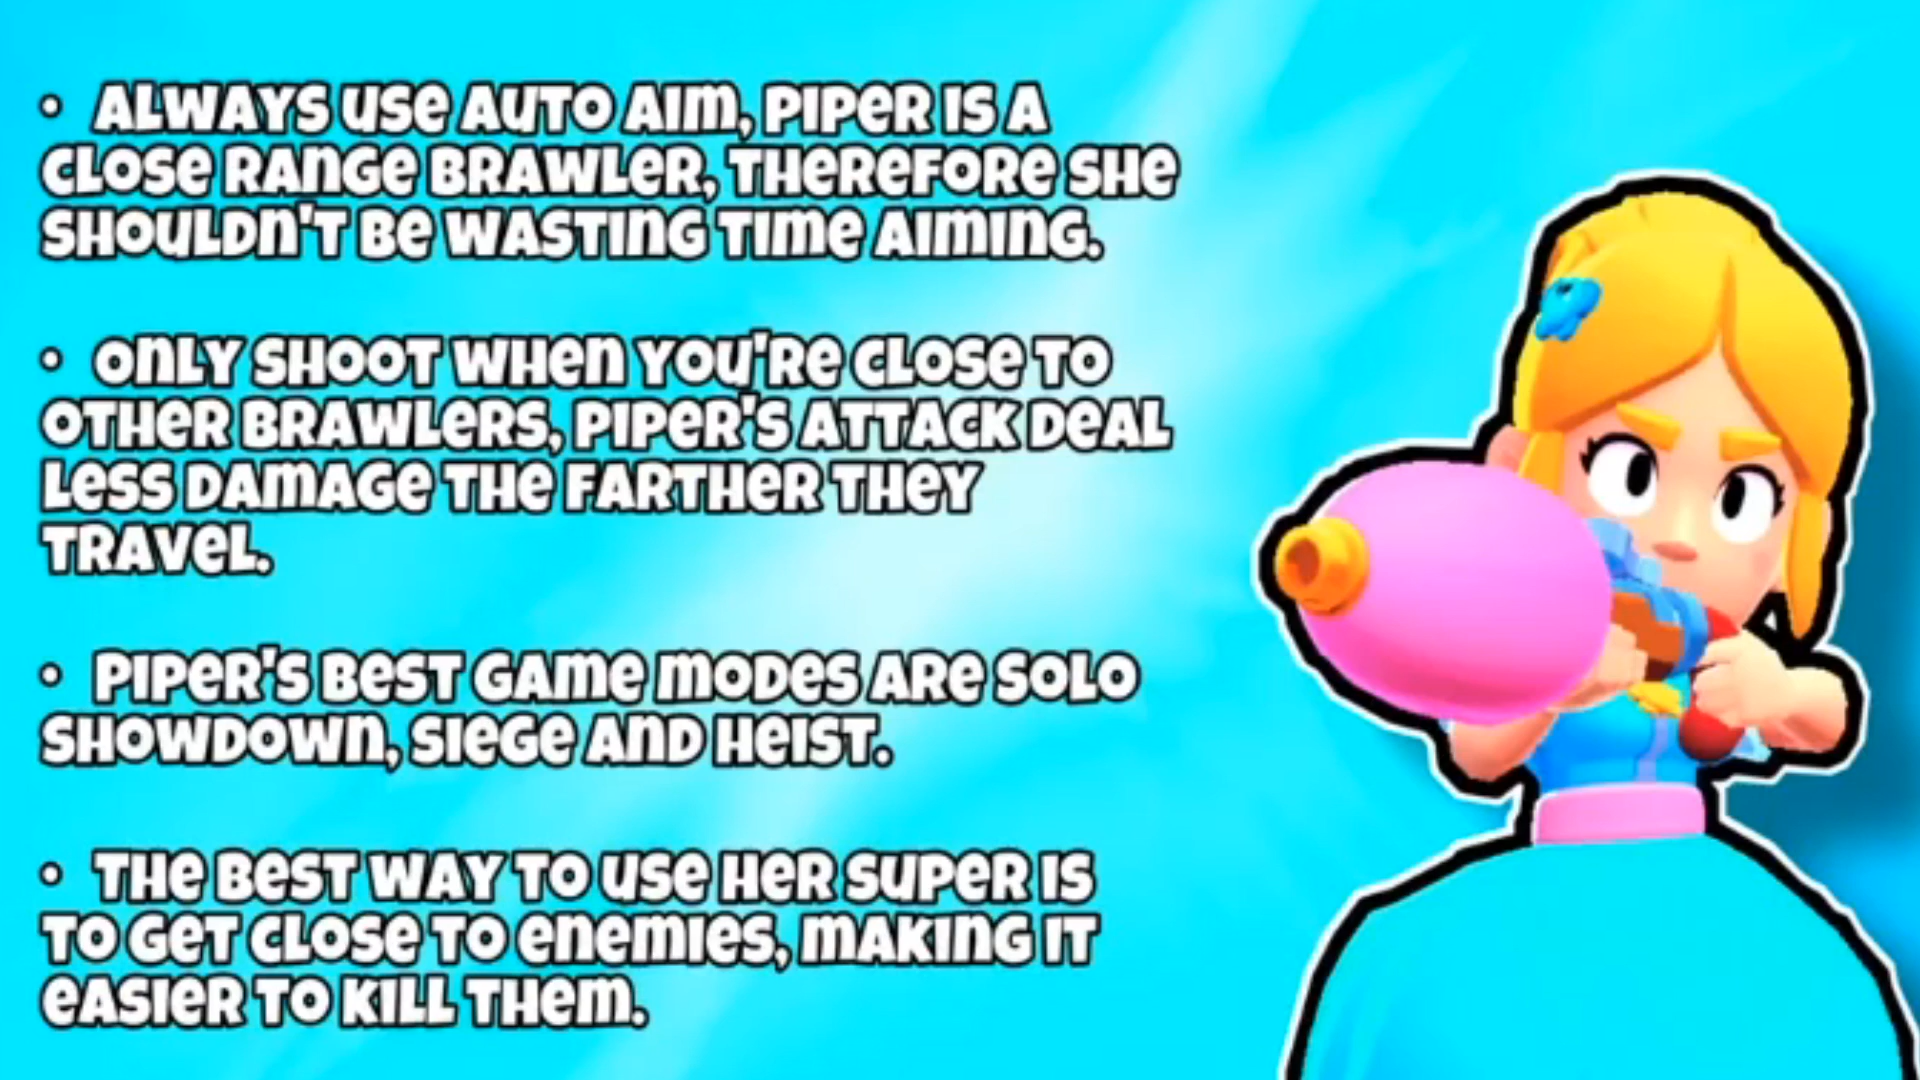 • ALWAYS USE AUTO AIM, PIPER IS A
CLOSE RANGE BRAWLER, THEREFORE SHE
SHOULDN'T BE WASTING TIME AIMING.
• ONLY SHOOT WHEN YOU'RE CLOSE TO
OTHER BRAWLERS, PIPER'S ATTACK DEAL
LESS DAMAGE THE FARTHER THEY
TRAVEL.
• PIPER'S BEST GAME MODES ARE SOLO
SHOWDOWN, SIEGE AND HEIST.
• THE BEST WAY TO USE HER SUPER IS
TO GET CLOSE TO ENEMIES, MAKING IT
EASIER TO KILL THEM.